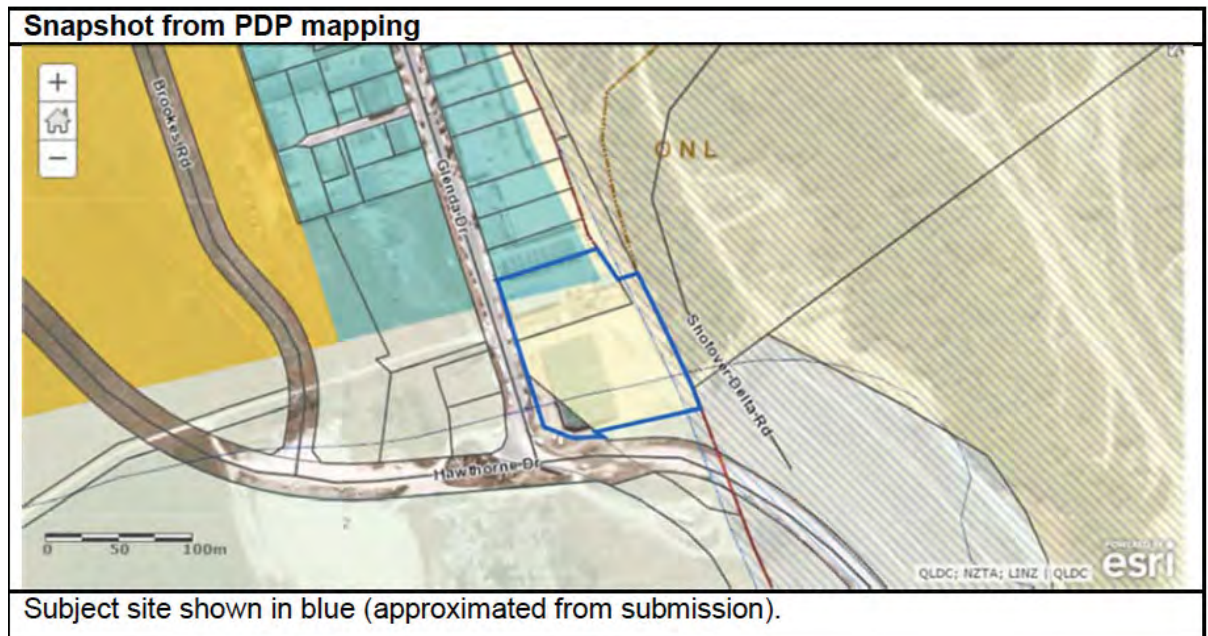 Snapshot from PDP mapping
+
−
Brookes Rd
Glenda Dr
ONL
Shotover Delta Rd
Hawthorne Dr
2
0 50 100m
POWERED BY
esri
QLDC; NZTA; LINZ | QLDC
Subject site shown in blue (approximated from submission).